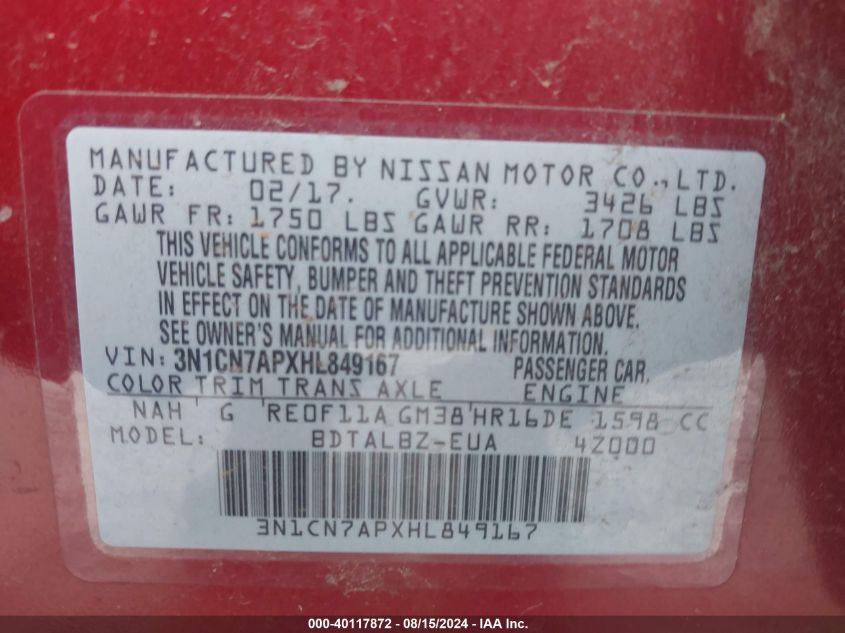 MANUFACTURED BY NISSAN MOTOR CO., LTD.
DATE: 02/17. GVWR: 3426 LBS
GAWR FR: 1750 LBS GAWR RR: 1708 LBS
THIS VEHICLE CONFORMS TO ALL APPLICABLE FEDERAL MOTOR
VEHICLE SAFETY, BUMPER AND THEFT PREVENTION STANDARDS
IN EFFECT ON THE DATE OF MANUFACTURE SHOWN ABOVE.
SEE OWNER'S MANUAL FOR ADDITIONAL INFORMATION.
VIN: 3N1CN7APXHL849167 PASSENGER CAR.
COLOR TRIM TRANS AXLE ENGINE
NAH G RE0F11A GM38 HR16DE 1598 CC
MODEL: BDTALBZ-EUA 4Z000
3N1CN7APXHL849167
000-40117872 - 08/15/2024 - IAA, Inc.